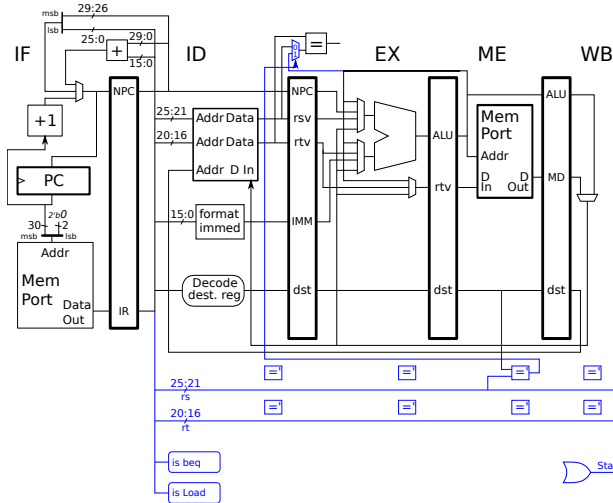 29:26
msb
lsb
25:0
29:0
15:0
IF
ID
EX
ME
WB
+
=
0
1
+1
PC
2'b0
30
2
msb
lsb
Addr
Mem
Port
Data
Out
NPC
IR
25:21
20:16
Addr Data
Addr Data
Addr D In
15:0
format
immed
Decode
dest. reg
NPC
rsv
rtv
IMM
dst
ALU
rtv
dst
Mem
Port
Addr
D
In
D
Out
ALU
MD
dst
='
='
='
='
25:21
rs
='
='
='
='
20:16
rt
is beq
is Load
Sta